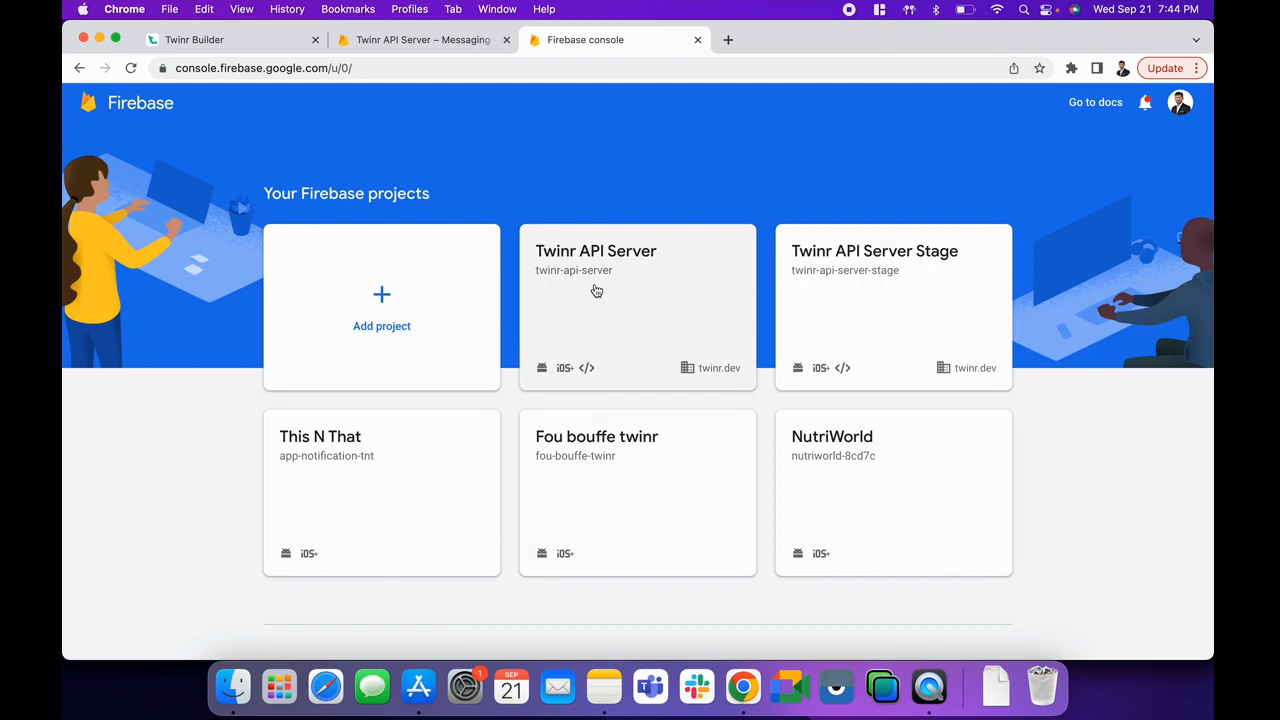 Chrome File Edit View History Bookmarks Profiles Tab Window Help Wed Sep 21 7:44 PM
Twinr Builder Twinr API Server – Messaging - Firebase console
console.firebase.google.com/u/0/ Update
Firebase Go to docs
Your Firebase projects
Add project
Twinr API Server
twinr-api-server
iOS+ </> twinr.dev
Twinr API Server Stage
twinr-api-server-stage
iOS+ </> twinr.dev
This N That
app-notification-tnt
iOS+
Fou bouffe twinr
fou-bouffe-twinr
iOS+
NutriWorld
nutriworld-8cd7c
iOS+
1
SEP
21